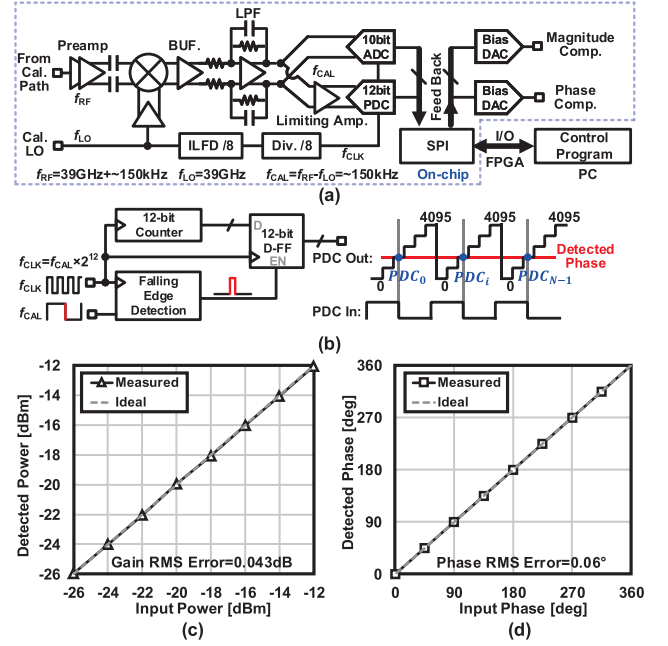 LPF
Preamp
BUF.
10bit
ADC
Bias
DAC
Magnitude
Comp.
From
Cal.
Path
fRF
fCAL
12bit
PDC
Feed Back
Bias
DAC
Phase
Comp.
Limiting Amp.
Cal.
LO
fLO
ILFD /8
Div. /8
fCLK
SPI
I/O
FPGA
Control
Program
fRF=39GHz+~150kHz
fLO=39GHz
fCAL=fRF-fLO=~150kHz
On-chip
PC
(a)
12-bit
Counter
D
12-bit
D-FF
EN
fCLK=fCAL×2¹²
fCLK
fCAL
Falling
Edge
Detection
PDC Out:
4095
4095
4095
Detected
Phase
PDC0
PDCi
PDCN−1
0
0
0
PDC In:
(b)
Detected Power [dBm]
-12
-14
-16
-18
-20
-22
-24
-26
Measured
Ideal
Gain RMS Error=0.043dB
-26 -24 -22 -20 -18 -16 -14 -12
Input Power [dBm]
(c)
Detected Phase [deg]
360
270
180
90
0
Measured
Ideal
Phase RMS Error=0.06°
0 90 180 270 360
Input Phase [deg]
(d)